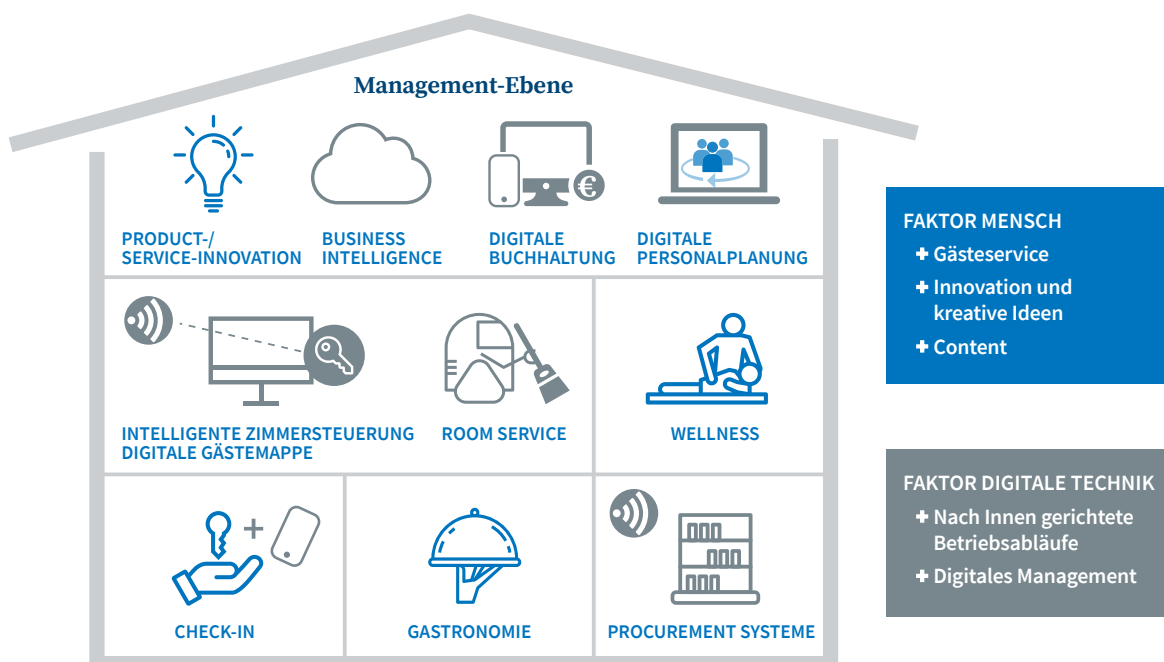 Management-Ebene
€
PRODUCT-/
SERVICE-INNOVATION
BUSINESS
INTELLIGENCE
DIGITALE
BUCHHALTUNG
DIGITALE
PERSONALPLANUNG
INTELLIGENTE ZIMMERSTEUERUNG
DIGITALE GÄSTEMAPPE
ROOM SERVICE
WELLNESS
+
CHECK-IN
GASTRONOMIE
PROCUREMENT SYSTEME
FAKTOR MENSCH
+ Gästeservice
+ Innovation und
kreative Ideen
+ Content
FAKTOR DIGITALE TECHNIK
+ Nach Innen gerichtete
Betriebsabläufe
+ Digitales Management